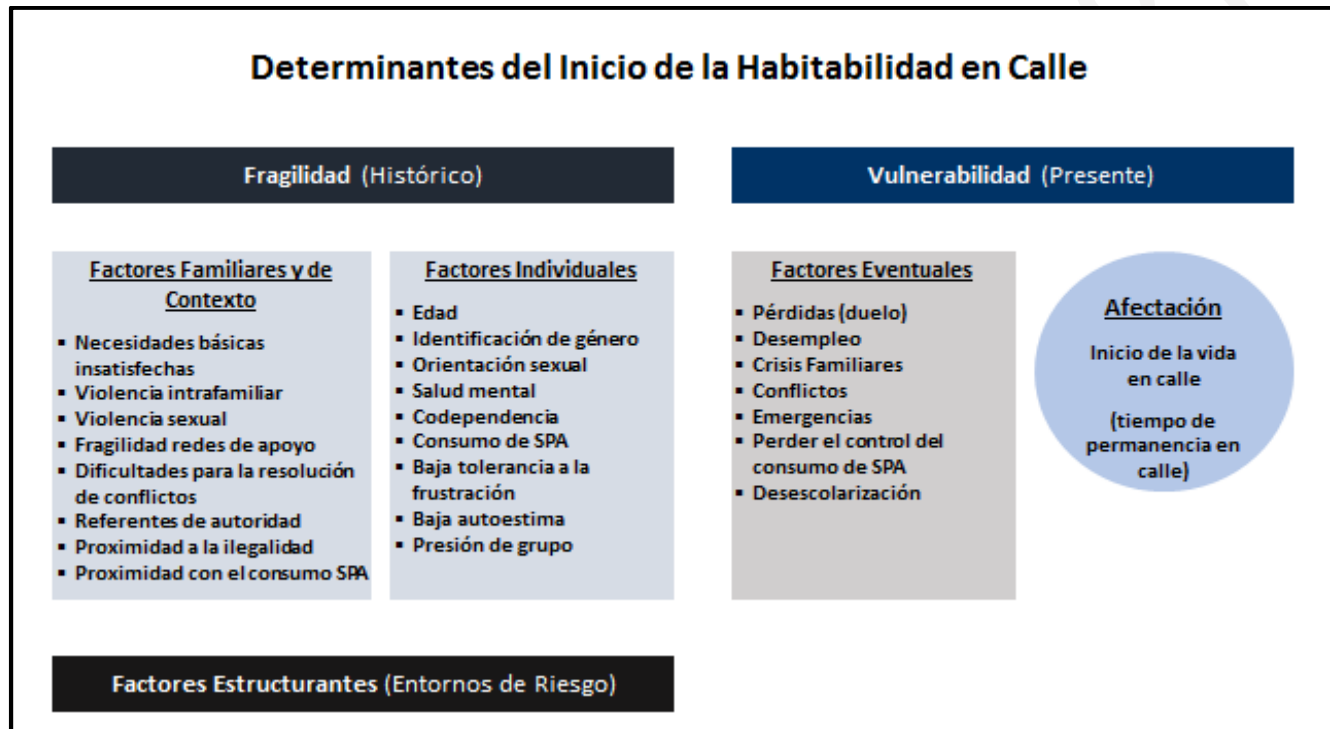 Determinantes del Inicio de la Habitabilidad en Calle
Fragilidad (Histórico)
Vulnerabilidad (Presente)
Factores Familiares y de
Contexto
▪ Necesidades básicas
insatisfechas
▪ Violencia intrafamiliar
▪ Violencia sexual
▪ Fragilidad redes de apoyo
▪ Dificultades para la resolución
de conflictos
▪ Referentes de autoridad
▪ Proximidad a la ilegalidad
▪ Proximidad con el consumo SPA
Factores Individuales
▪ Edad
▪ Identificación de género
▪ Orientación sexual
▪ Salud mental
▪ Codependencia
▪ Consumo de SPA
▪ Baja tolerancia a la
frustración
▪ Baja autoestima
▪ Presión de grupo
Factores Eventuales
▪ Pérdidas (duelo)
▪ Desempleo
▪ Crisis Familiares
▪ Conflictos
▪ Emergencias
▪ Perder el control del
consumo de SPA
▪ Desescolarización
Afectación
Inicio de la vida
en calle
(tiempo de
permanencia en
calle)
Factores Estructurantes (Entornos de Riesgo)